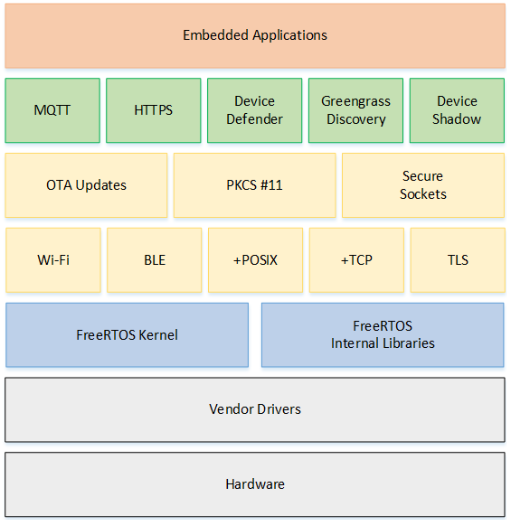 Embedded Applications
MQTT
HTTPS
Device
Defender
Greengrass
Discovery
Device
Shadow
OTA Updates
PKCS #11
Secure
Sockets
Wi-Fi
BLE
+POSIX
+TCP
TLS
FreeRTOS Kernel
FreeRTOS
Internal Libraries
Vendor Drivers
Hardware